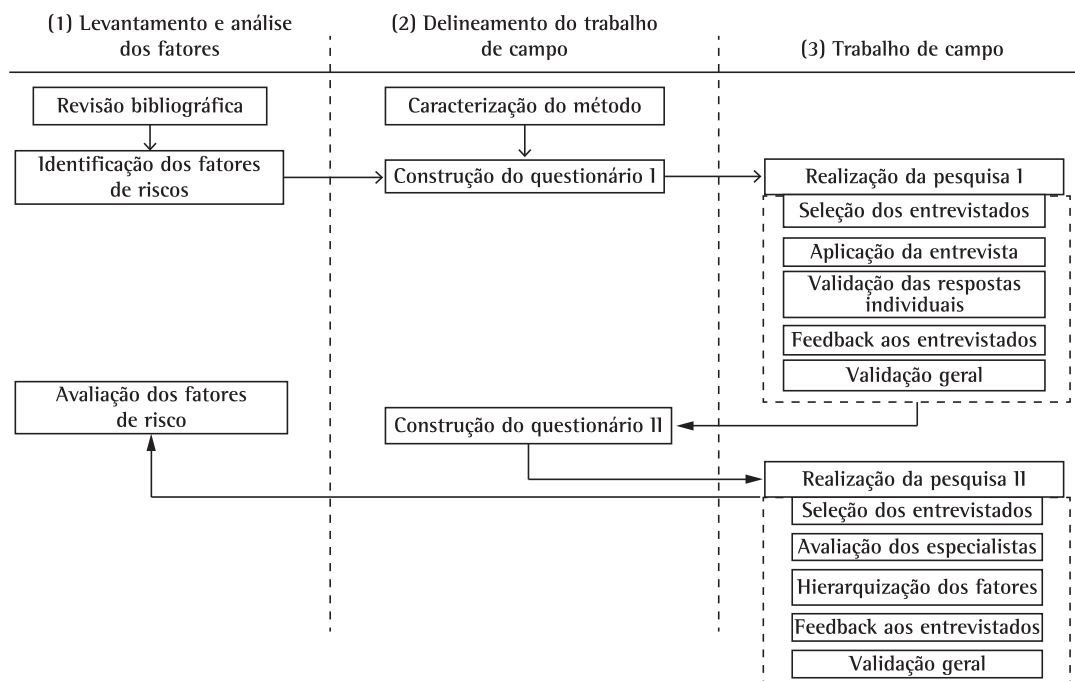 (1) Levantamento e análise
dos fatores
(2) Delineamento do trabalho
de campo
(3) Trabalho de campo
Revisão bibliográfica
Identificação dos fatores
de riscos
Caracterização do método
Construção do questionário I
Realização da pesquisa I
Seleção dos entrevistados
Aplicação da entrevista
Validação das respostas
individuais
Feedback aos entrevistados
Validação geral
Avaliação dos fatores
de risco
Construção do questionário II
Realização da pesquisa II
Seleção dos entrevistados
Avaliação dos especialistas
Hierarquização dos fatores
Feedback aos entrevistados
Validação geral